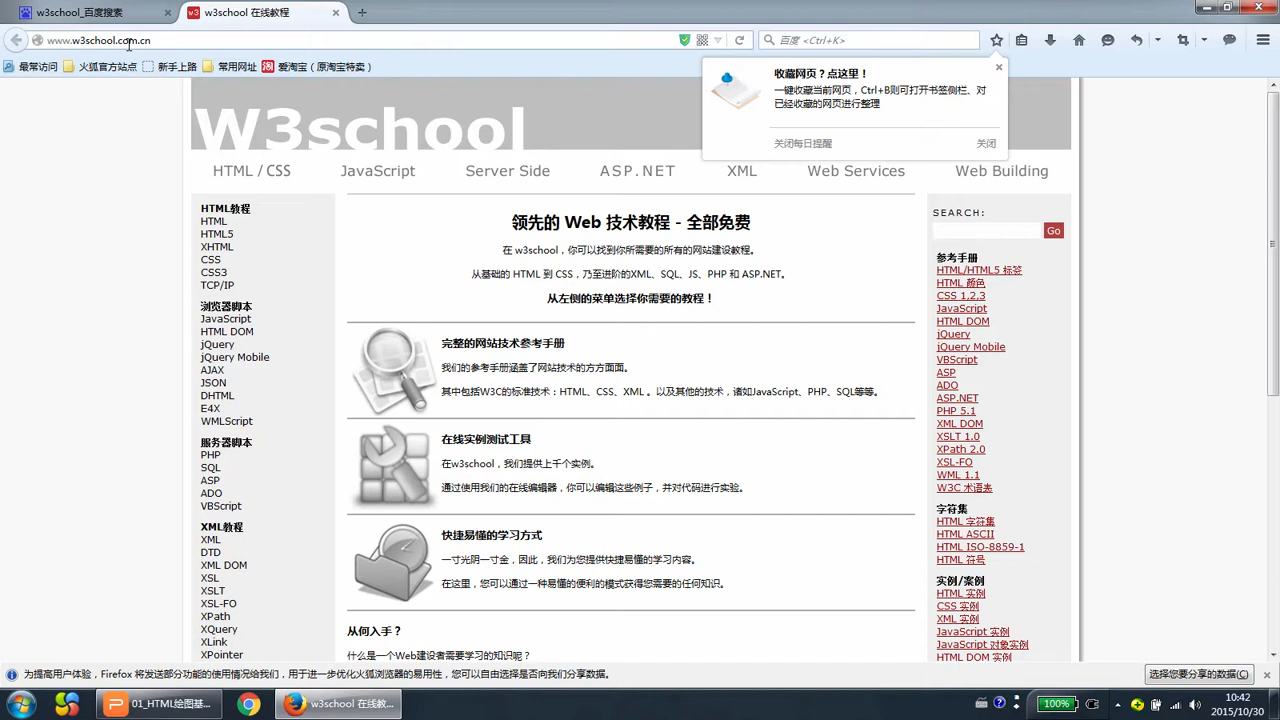 w3school_百度搜索
w3school 在线教程
www.w3school.com.cn
百度 <Ctrl+K>
最常访问
火狐官方站点
新手上路
常用网址
爱淘宝（原淘宝特卖）
收藏网页？点这里！
一键收藏当前网页，Ctrl+B则可打开书签侧栏、对
已经收藏的网页进行整理
关闭每日提醒
关闭
W3school
HTML / CSS
JavaScript
Server Side
ASP.NET
XML
Web Services
Web Building
HTML教程
HTML
HTML5
XHTML
CSS
CSS3
TCP/IP
浏览器脚本
JavaScript
HTML DOM
jQuery
jQuery Mobile
AJAX
JSON
DHTML
E4X
WMLScript
服务器脚本
PHP
SQL
ASP
ADO
VBScript
XML教程
XML
DTD
XML DOM
XSL
XSLT
XSL-FO
XPath
XQuery
XLink
XPointer
领先的 Web 技术教程 - 全部免费
在 w3school，你可以找到你所需要的所有的网站建设教程。
从基础的 HTML 到 CSS，乃至进阶的XML、SQL、JS、PHP 和 ASP.NET。
从左侧的菜单选择你需要的教程！
完整的网站技术参考手册
我们的参考手册涵盖了网站技术的方方面面。
其中包括W3C的标准技术：HTML、CSS、XML 。以及其他的技术，诸如JavaScript、PHP、SQL等等。
在线实例测试工具
在w3school，我们提供上千个实例。
通过使用我们的在线编辑器，你可以编辑这些例子，并对代码进行实验。
快捷易懂的学习方式
一寸光阴一寸金，因此，我们为您提供快捷易懂的学习内容。
在这里，您可以通过一种易懂的便利的模式获得您需要的任何知识。
从何入手？
什么是一个Web建设者需要学习的知识呢？
SEARCH:
Go
参考手册
HTML/HTML5 标签
HTML 颜色
CSS 1,2,3
JavaScript
HTML DOM
jQuery
jQuery Mobile
VBScript
ASP
ADO
ASP.NET
PHP 5.1
XML DOM
XSLT 1.0
XPath 2.0
XSL-FO
WML 1.1
W3C 术语表
字符集
HTML 字符集
HTML ASCII
HTML ISO-8859-1
HTML 符号
实例/案例
HTML 实例
CSS 实例
XML 实例
JavaScript 实例
JavaScript 对象实例
HTML DOM 实例
为提高用户体验，Firefox 将发送部分功能的使用情况给我们，用于进一步优化火狐浏览器的易用性，您可以自由选择是否向我们分享数据。
选择您要分享的数据(C)
01_HTML绘图基...
w3school 在线教...
100%
10:42
2015/10/30